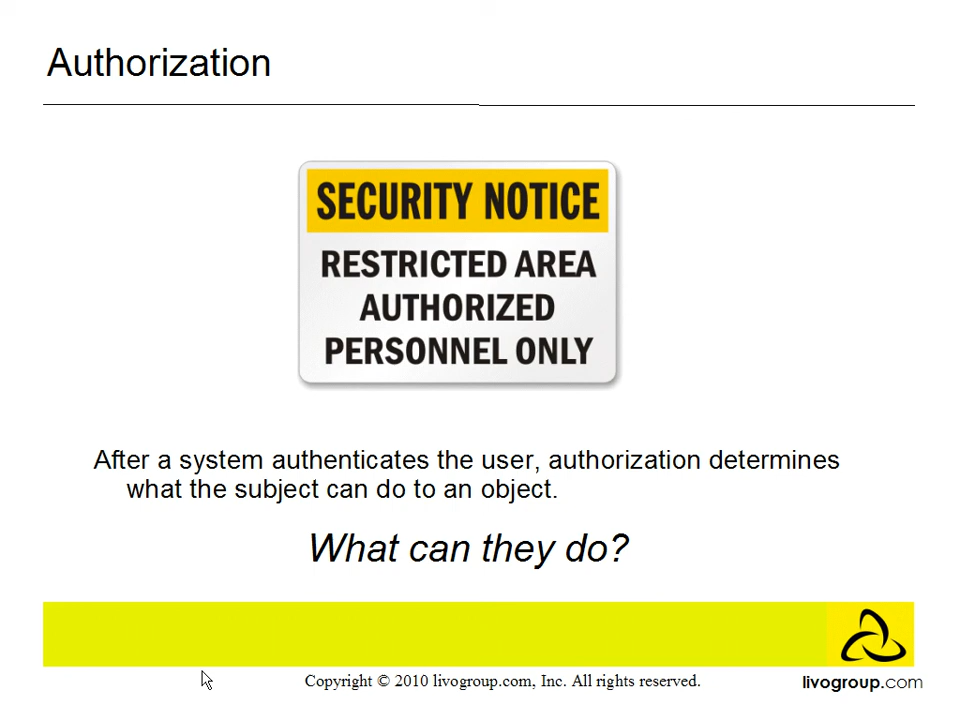 Authorization
SECURITY NOTICE
RESTRICTED AREA
AUTHORIZED
PERSONNEL ONLY
After a system authenticates the user, authorization determines
what the subject can do to an object.
What can they do?
Copyright © 2010 livogroup.com, Inc. All rights reserved.
livogroup.com